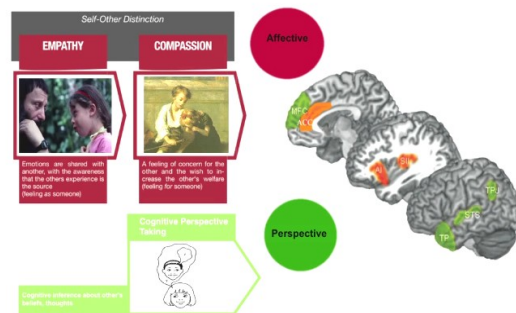 Self-Other Distinction
EMPATHY
COMPASSION
Affective
Emotions are shared with
another, with the awareness
that the others experience is
the source
(feeling as someone)
A feeling of concern for the
other and the wish to in-
crease the other's welfare
(feeling for someone)
Cognitive Perspective
Taking
Cognitive inference about other's
beliefs, thoughts
Perspective
MFC
ACC
AI
SII
TPJ
STS
TP